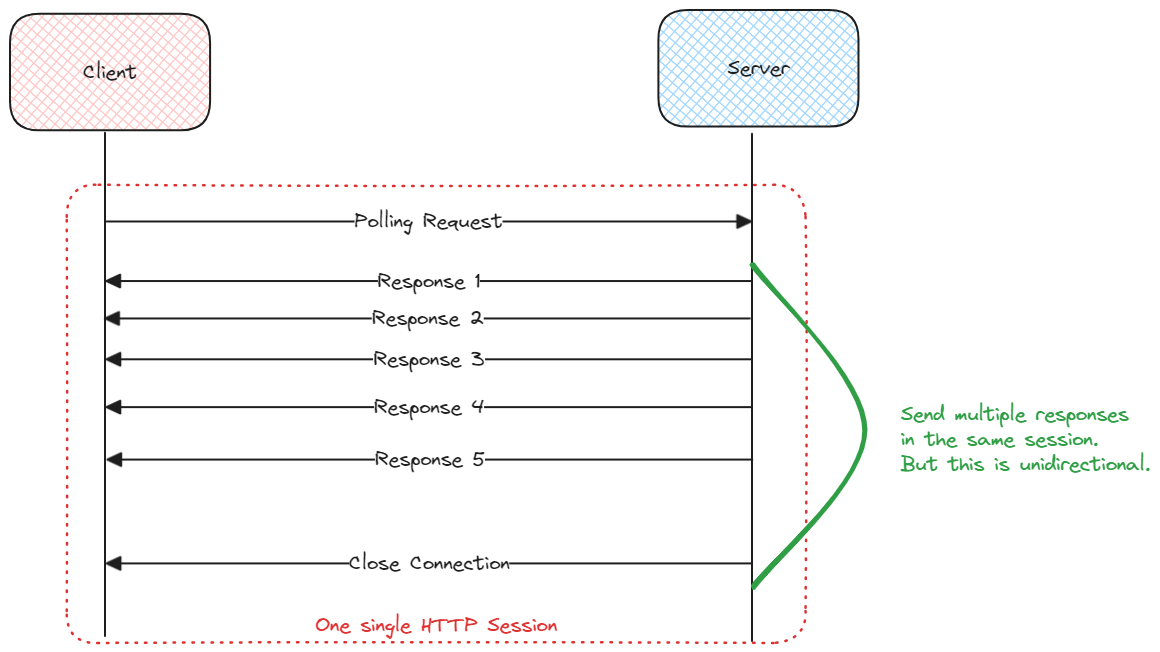 Client
Server
Polling Request
Response 1
Response 2
Response 3
Response 4
Response 5
Send multiple responses
in the same session.
But this is unidirectional.
Close Connection
One single HTTP Session